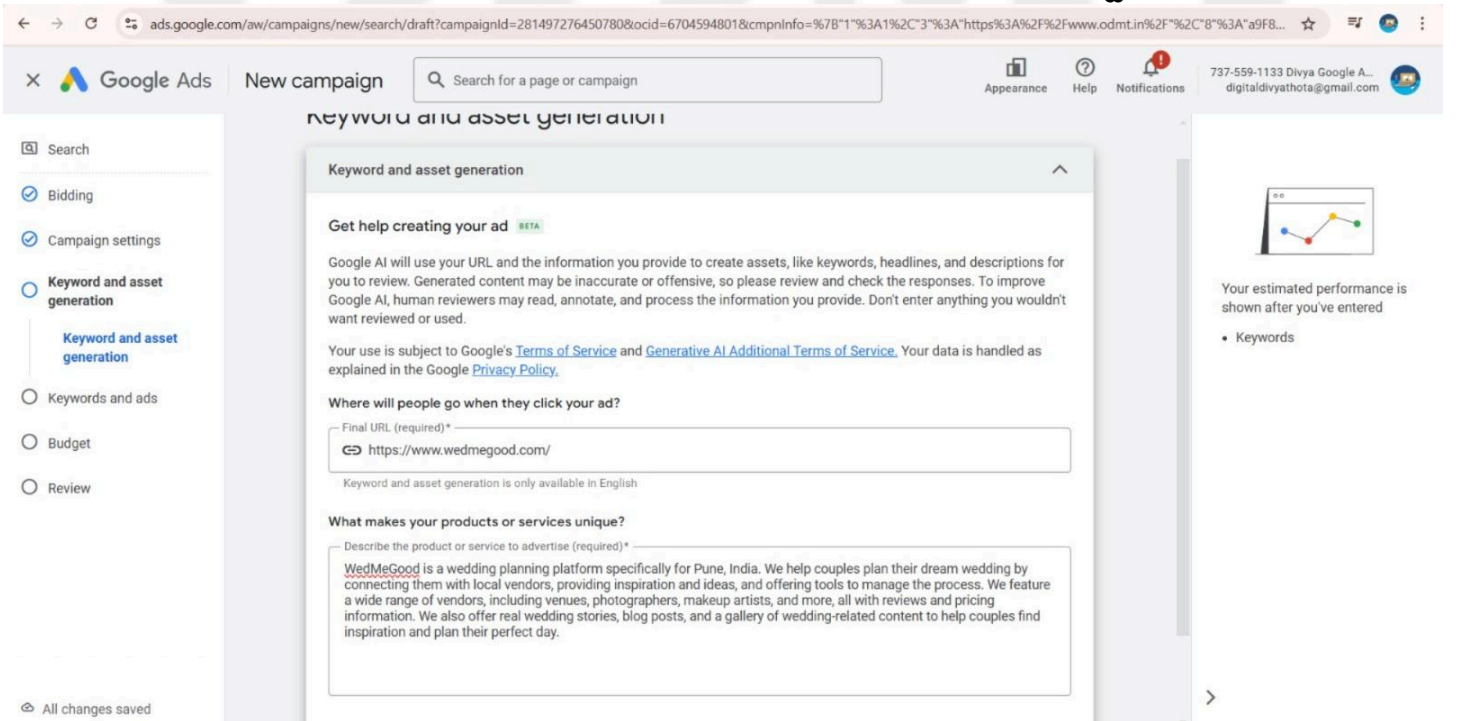 ads.google.com/aw/campaigns/new/search/draft?campaignId=281497276450780&ocid=6704594801&cmpnInfo=%7B"1"%3A1%2C"3"%3A"https%3A%2F%2Fwww.odmt.in%2F"%2C"8"%3A"a9F8...
Google Ads
New campaign
Search for a page or campaign
Appearance
Help
Notifications
737-559-1133 Divya Google A...
digitaldivyathota@gmail.com
Search
Bidding
Campaign settings
Keyword and asset
generation
Keyword and asset
generation
Keywords and ads
Budget
Review
All changes saved
Keyword and asset generation
Keyword and asset generation
Get help creating your ad BETA
Google AI will use your URL and the information you provide to create assets, like keywords, headlines, and descriptions for
you to review. Generated content may be inaccurate or offensive, so please review and check the responses. To improve
Google AI, human reviewers may read, annotate, and process the information you provide. Don't enter anything you wouldn't
want reviewed or used.
Your use is subject to Google's Terms of Service and Generative AI Additional Terms of Service. Your data is handled as
explained in the Google Privacy Policy.
Where will people go when they click your ad?
Final URL (required)*
https://www.wedmegood.com/
Keyword and asset generation is only available in English
What makes your products or services unique?
Describe the product or service to advertise (required)*
WedMeGood is a wedding planning platform specifically for Pune, India. We help couples plan their dream wedding by
connecting them with local vendors, providing inspiration and ideas, and offering tools to manage the process. We feature
a wide range of vendors, including venues, photographers, makeup artists, and more, all with reviews and pricing
information. We also offer real wedding stories, blog posts, and a gallery of wedding-related content to help couples find
inspiration and plan their perfect day.
Your estimated performance is
shown after you've entered
• Keywords